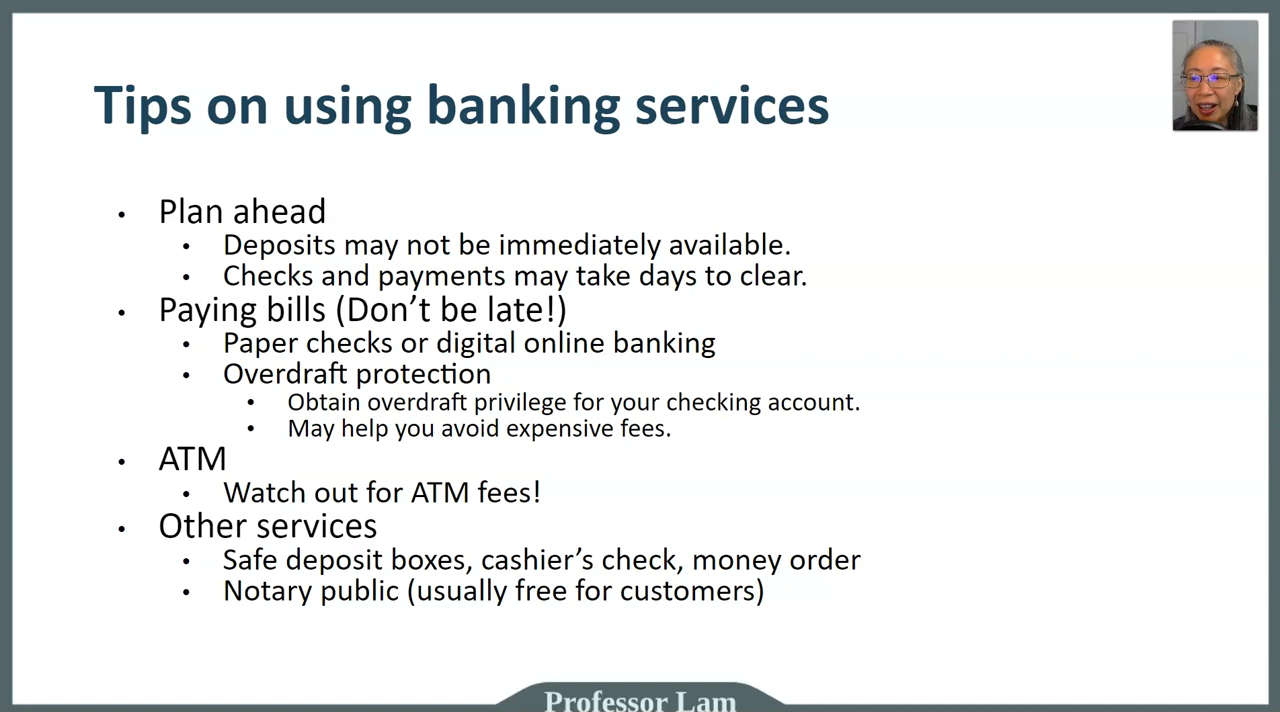 Tips on using banking services
• Plan ahead
• Deposits may not be immediately available.
• Checks and payments may take days to clear.
• Paying bills (Don’t be late!)
• Paper checks or digital online banking
• Overdraft protection
• Obtain overdraft privilege for your checking account.
• May help you avoid expensive fees.
• ATM
• Watch out for ATM fees!
• Other services
• Safe deposit boxes, cashier’s check, money order
• Notary public (usually free for customers)
Professor Lam